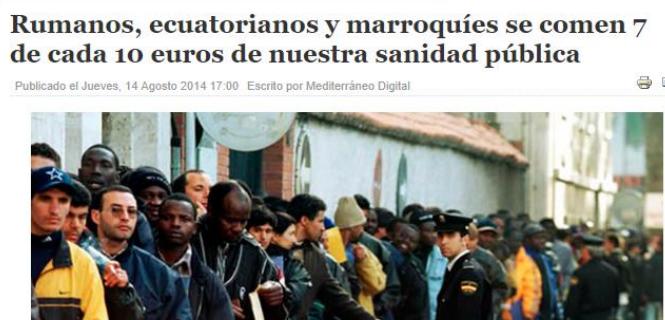 Rumanos, ecuatorianos y marroquíes se comen 7
de cada 10 euros de nuestra sanidad pública
Publicado el Jueves, 14 Agosto 2014 17:00 Escrito por Mediterráneo Digital